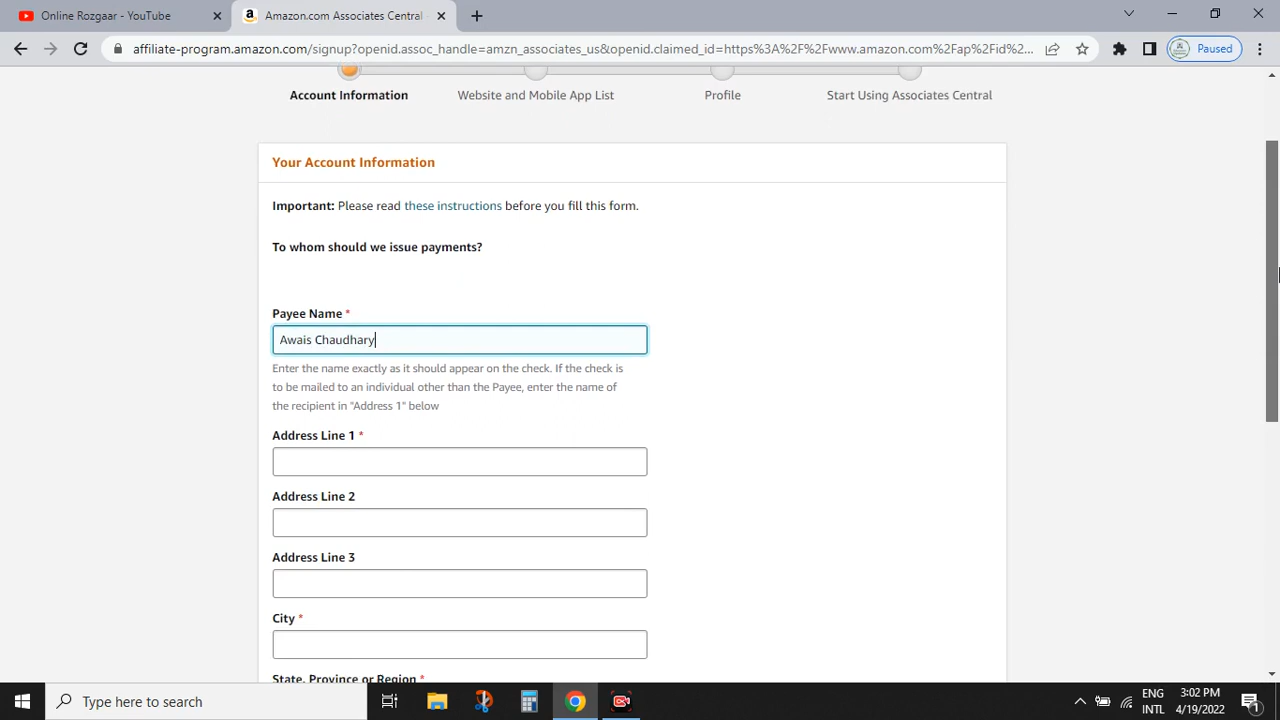 Online Rozgaar - YouTube
Amazon.com Associates Central -
affiliate-program.amazon.com/signup?openid.assoc_handle=amzn_associates_us&openid.claimed_id=https%3A%2F%2Fwww.amazon.com%2Fap%2Fid%2...
Paused
Account Information
Website and Mobile App List
Profile
Start Using Associates Central
Your Account Information
Important: Please read these instructions before you fill this form.
To whom should we issue payments?
Payee Name *
Awais Chaudhary
Enter the name exactly as it should appear on the check. If the check is
to be mailed to an individual other than the Payee, enter the name of
the recipient in "Address 1" below
Address Line 1 *
Address Line 2
Address Line 3
City *
State, Province or Region *
Type here to search
ENG
INTL
3:02 PM
4/19/2022
1